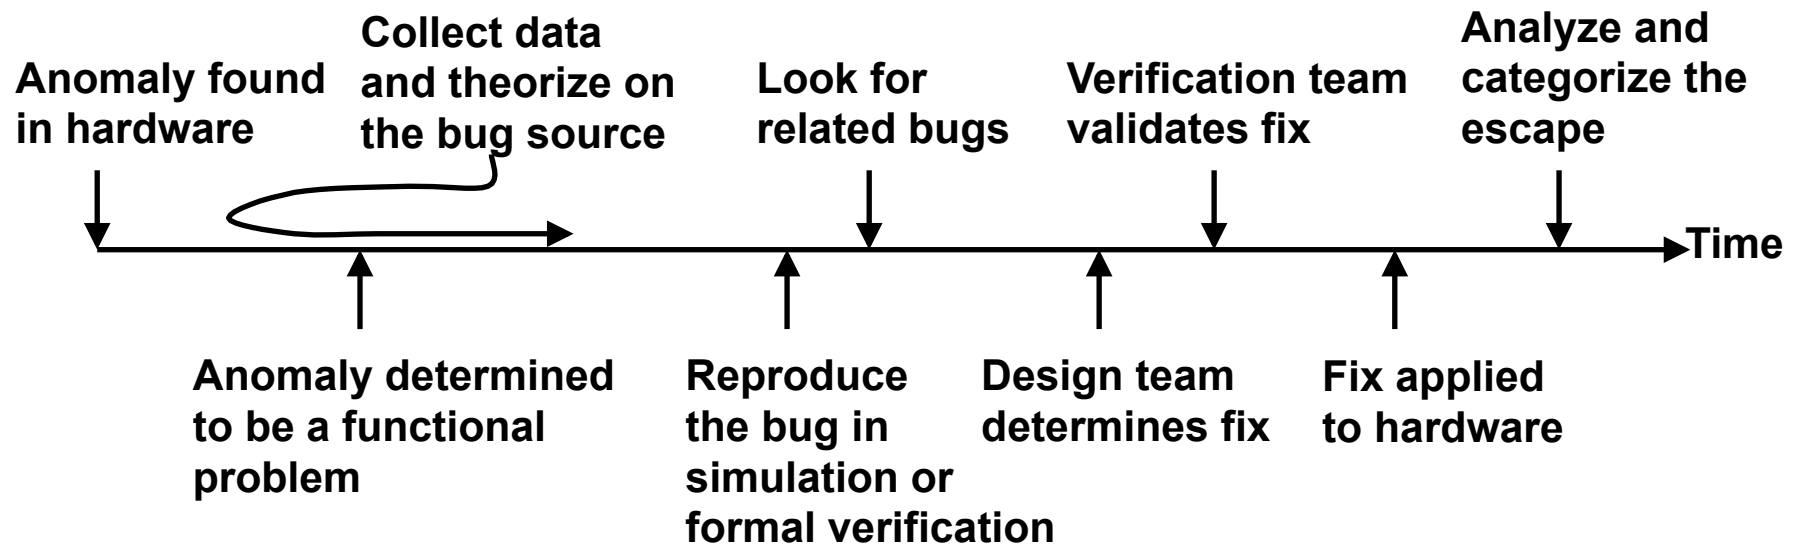 Anomaly found
in hardware
Collect data
and theorize on
the bug source
Look for
related bugs
Verification team
validates fix
Analyze and
categorize the
escape
Time
Anomaly determined
to be a functional
problem
Reproduce
the bug in
simulation or
formal verification
Design team
determines fix
Fix applied
to hardware